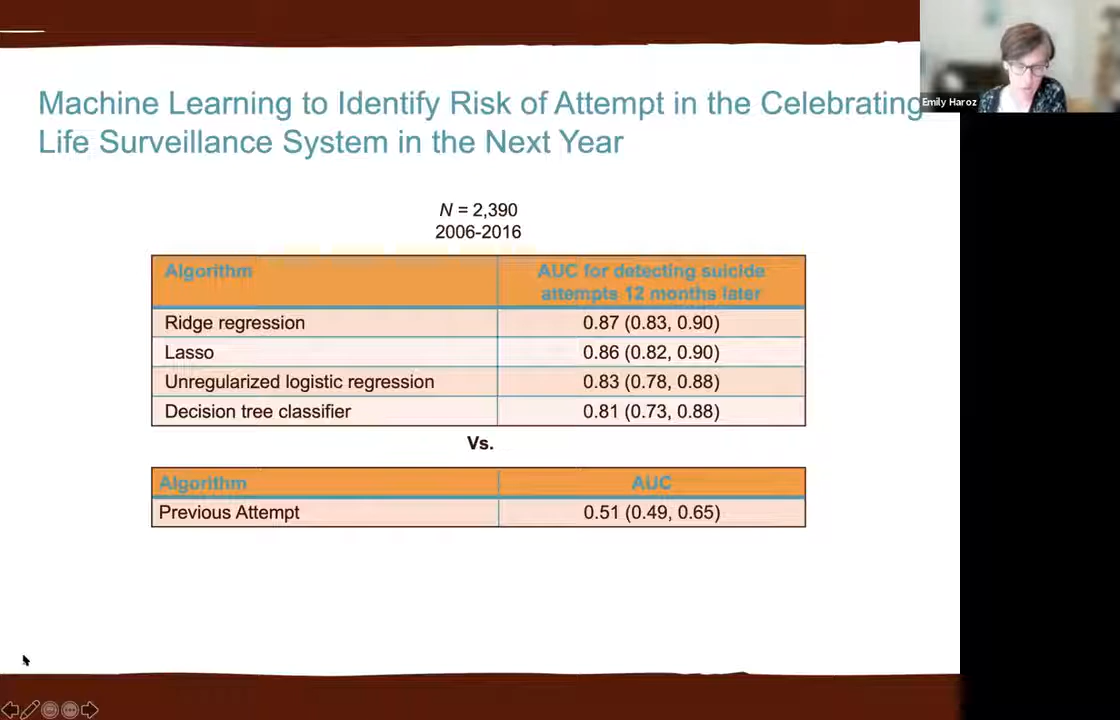 Machine Learning to Identify Risk of Attempt in the Celebrating
Life Surveillance System in the Next Year
Emily Haroz
N = 2,390
2006-2016
Algorithm AUC for detecting suicide
attempts 12 months later
Ridge regression 0.87 (0.83, 0.90)
Lasso 0.86 (0.82, 0.90)
Unregularized logistic regression 0.83 (0.78, 0.88)
Decision tree classifier 0.81 (0.73, 0.88)
Vs.
Algorithm AUC
Previous Attempt 0.51 (0.49, 0.65)